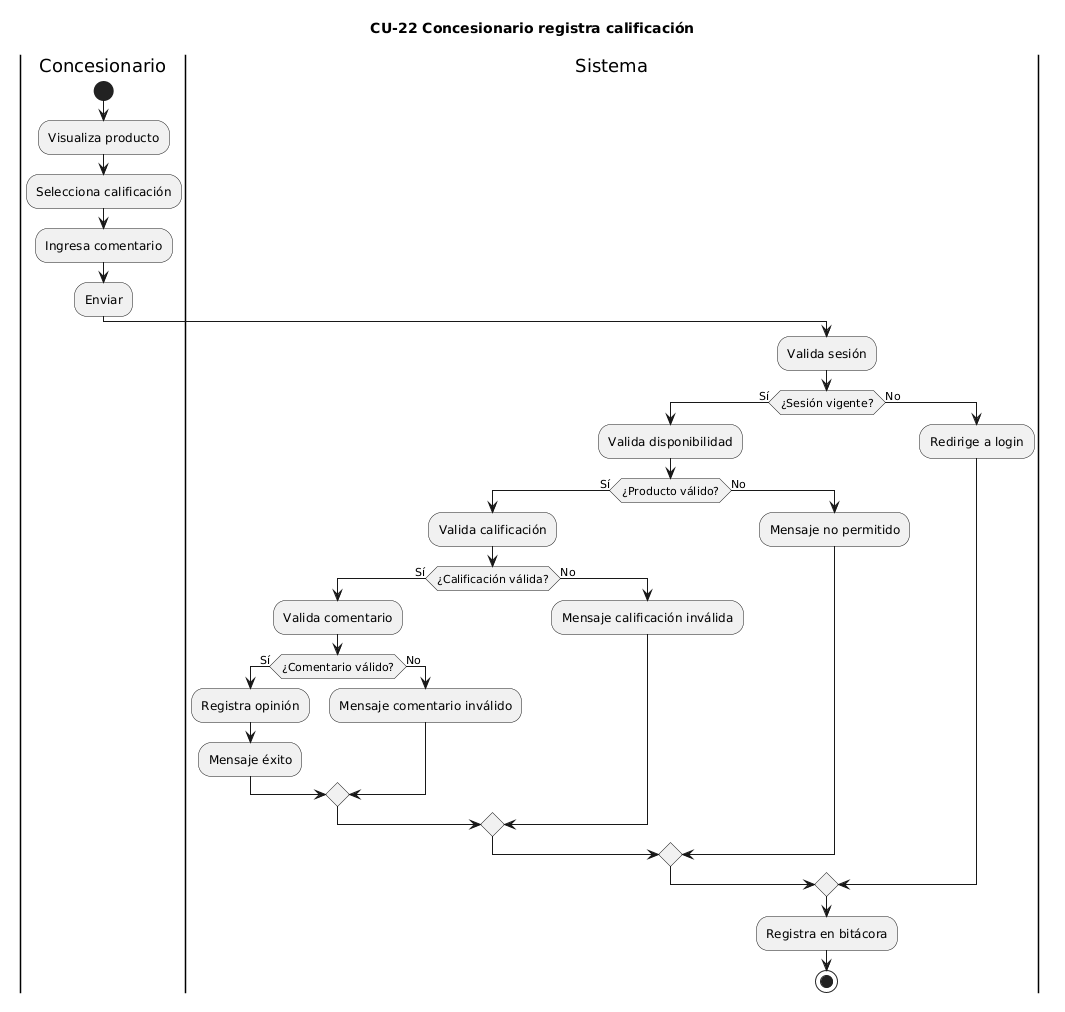 CU-22 Concesionario registra calificación
Concesionario
Sistema
Visualiza producto
Selecciona calificación
Ingresa comentario
Enviar
Valida sesión
Sí
¿Sesión vigente?
No
Valida disponibilidad
Redirige a login
Sí
¿Producto válido?
No
Valida calificación
Mensaje no permitido
Sí
¿Calificación válida?
No
Valida comentario
Mensaje calificación inválida
Sí
¿Comentario válido?
No
Registra opinión
Mensaje comentario inválido
Mensaje éxito
Registra en bitácora